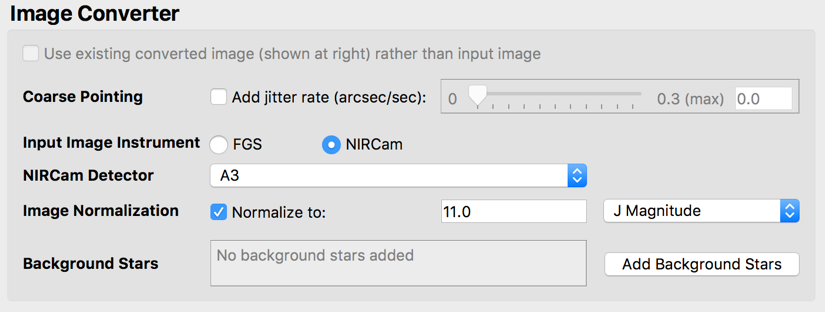 Image Converter
Use existing converted image (shown at right) rather than input image
Coarse Pointing Add jitter rate (arcsec/sec): 0 0.3 (max) 0.0
Input Image Instrument FGS NIRCam
NIRCam Detector A3
Image Normalization Normalize to: 11.0 J Magnitude
Background Stars No background stars added Add Background Stars